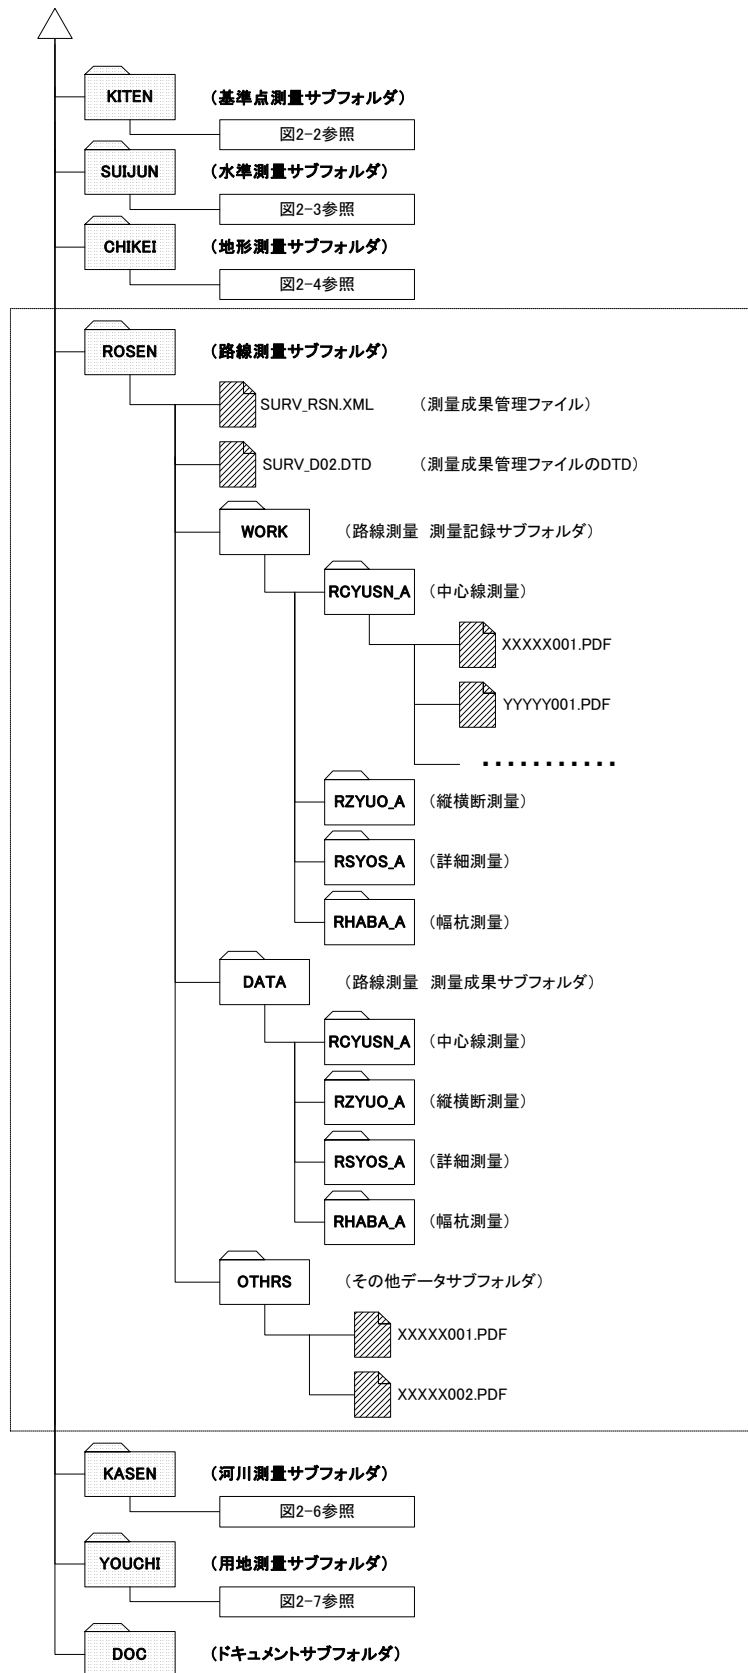 KITEN （基準点測量サブフォルダ）
図2-2参照
SUIJUN （水準測量サブフォルダ）
図2-3参照
CHIKEI （地形測量サブフォルダ）
図2-4参照
ROSEN （路線測量サブフォルダ）
SURV_RSN.XML （測量成果管理ファイル）
SURV_D02.DTD （測量成果管理ファイルのDTD）
WORK （路線測量 測量記録サブフォルダ）
RCYUSN_A （中心線測量）
XXXXX001.PDF
YYYYY001.PDF
･･･････････
RZYUO_A （縦横断測量）
RSYOS_A （詳細測量）
RHABA_A （幅杭測量）
DATA （路線測量 測量成果サブフォルダ）
RCYUSN_A （中心線測量）
RZYUO_A （縦横断測量）
RSYOS_A （詳細測量）
RHABA_A （幅杭測量）
OTHRS （その他データサブフォルダ）
XXXXX001.PDF
XXXXX002.PDF
KASEN （河川測量サブフォルダ）
図2-6参照
YOUCHI （用地測量サブフォルダ）
図2-7参照
DOC （ドキュメントサブフォルダ）